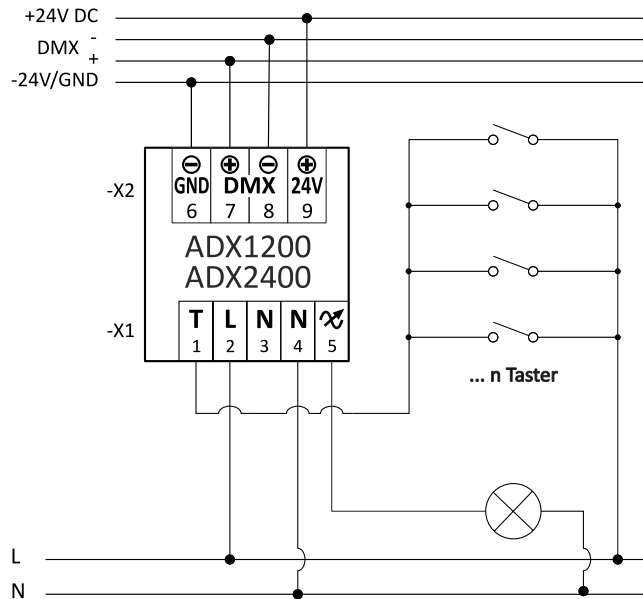 +24V DC
DMX -
+
-24V/GND
-X2
GND DMX 24V
6 7 8 9
ADX1200
ADX2400
-X1
T L N N
1 2 3 4 5
... n Taster
L
N